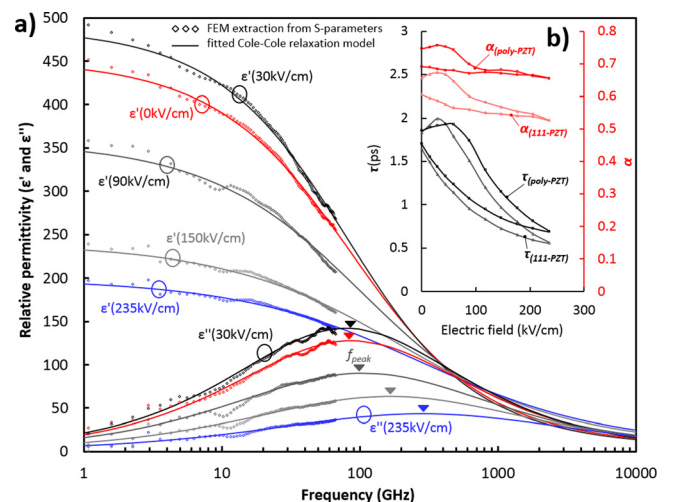 a)
FEM extraction from S-parameters
fitted Cole-Cole relaxation model
b)
Relative permittivity (ε' and ε")
500
450
400
350
300
250
200
150
100
50
0
1
10
100
1000
10000
Frequency (GHz)
ε'(30kV/cm)
ε'(0kV/cm)
ε'(90kV/cm)
ε'(150kV/cm)
ε'(235kV/cm)
ε"(30kV/cm)
f peak
ε"(235kV/cm)
τ(ps)
3
2.5
2
1.5
1
0.5
0
0
100
200
300
Electric field (kV/cm)
α
0.8
0.7
0.6
0.5
0.4
0.3
0.2
0.1
0
α(poly-PZT)
α(111-PZT)
τ(poly-PZT)
τ(111-PZT)